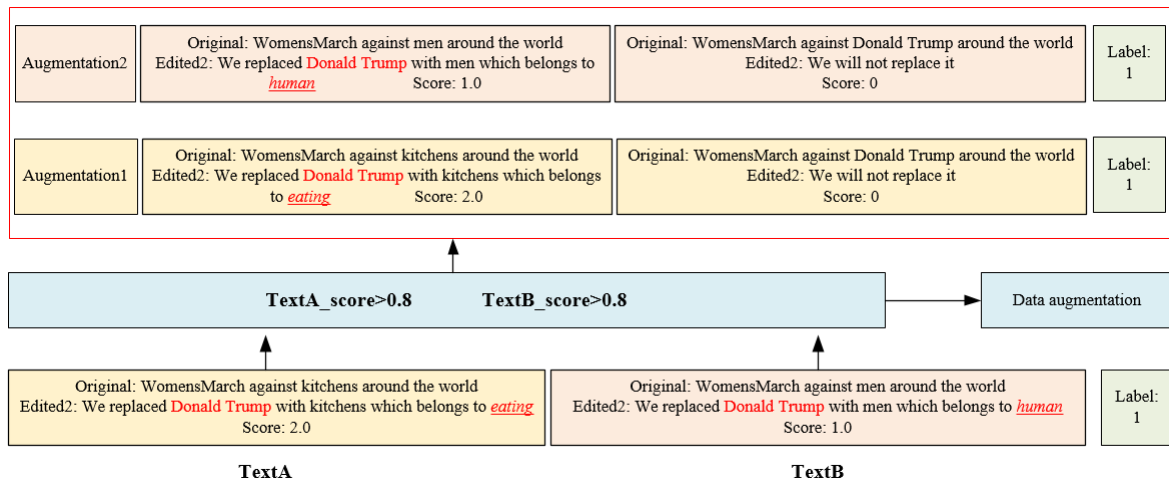 Augmentation2
Original: WomensMarch against men around the world
Edited2: We replaced Donald Trump with men which belongs to
human Score: 1.0
Original: WomensMarch against Donald Trump around the world
Edited2: We will not replace it
Score: 0
Label:
1
Augmentation1
Original: WomensMarch against kitchens around the world
Edited2: We replaced Donald Trump with kitchens which belongs
to eating Score: 2.0
Original: WomensMarch against Donald Trump around the world
Edited2: We will not replace it
Score: 0
Label:
1
TextA_score>0.8 TextB_score>0.8
Data augmentation
Original: WomensMarch against kitchens around the world
Edited2: We replaced Donald Trump with kitchens which belongs to eating
Score: 2.0
Original: WomensMarch against men around the world
Edited2: We replaced Donald Trump with men which belongs to human
Score: 1.0
Label:
1
TextA
TextB